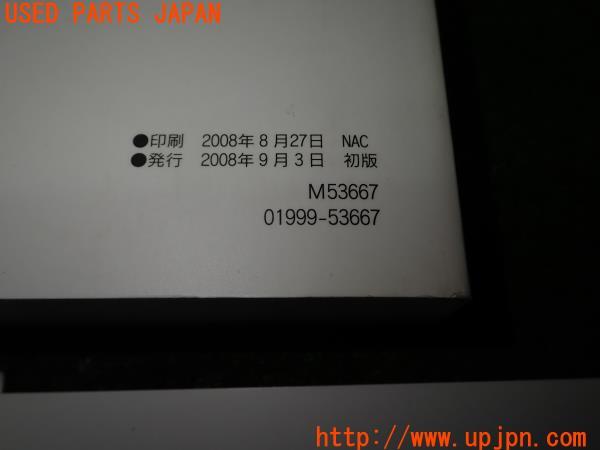 USED PARTS JAPAN
●印刷 2008年8月27日 NAC
●発行 2008年9月3日 初版
M53667
01999-53667
http://www.upjpn.com/